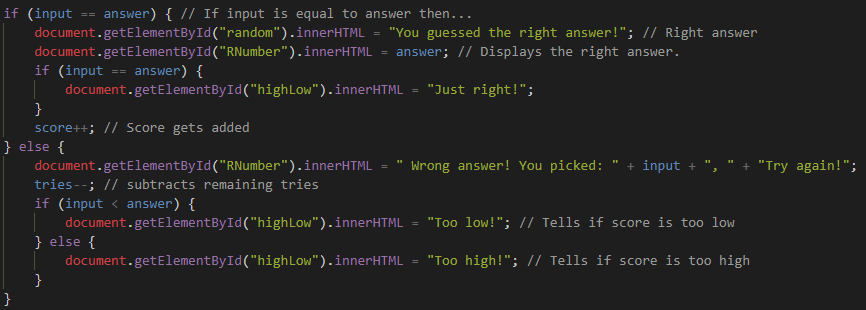 if (input == answer) { // If input is equal to answer then...
    document.getElementById("random").innerHTML = "You guessed the right answer!"; // Right answer
    document.getElementById("RNumber").innerHTML = answer; // Displays the right answer.
    if (input == answer) {
        document.getElementById("highLow").innerHTML = "Just right!";
    }
    score++; // Score gets added
} else {
    document.getElementById("RNumber").innerHTML = " Wrong answer! You picked: " + input + ", " + "Try again!";
    tries--; // subtracts remaining tries
    if (input < answer) {
        document.getElementById("highLow").innerHTML = "Too low!"; // Tells if score is too low
    } else {
        document.getElementById("highLow").innerHTML = "Too high!"; // Tells if score is too high
    }
}